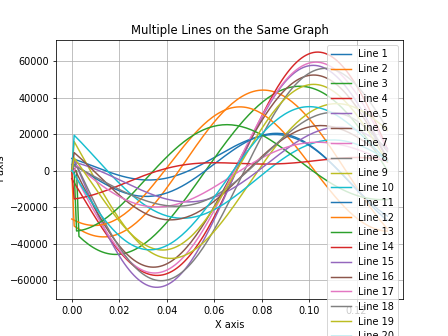 Multiple Lines on the Same Graph
60000
40000
20000
0
−20000
−40000
−60000
0.00 0.02 0.04 0.06 0.08 0.10
X axis
Line 1
Line 2
Line 3
Line 4
Line 5
Line 6
Line 7
Line 8
Line 9
Line 10
Line 11
Line 12
Line 13
Line 14
Line 15
Line 16
Line 17
Line 18
Line 19
Line 20